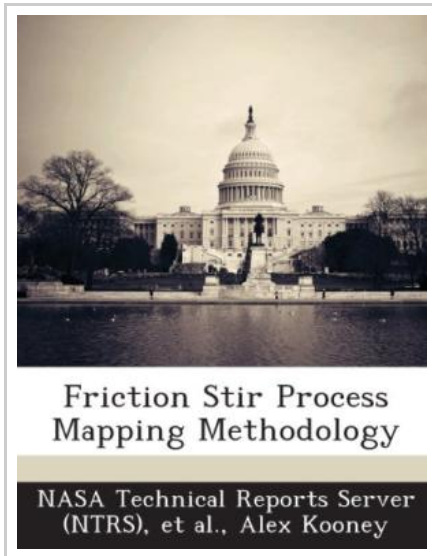 Friction Stir Process
Mapping Methodology
NASA Technical Reports Server
(NTRS), et al., Alex Kooney